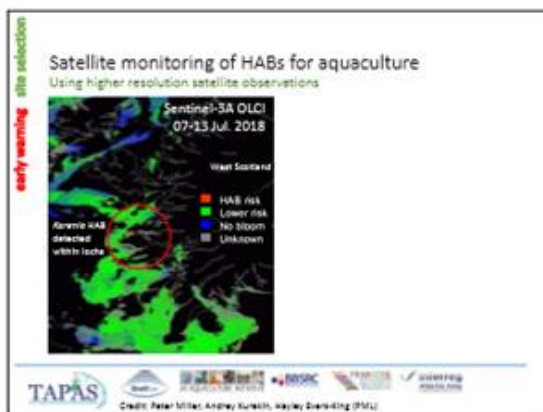 early warning site selection
Satellite monitoring of HABs for aquaculture
Using higher resolution satellite observations
Sentinel-3A OLCI
07-13 Jul. 2018
West Scotland
HAB risk
Lower risk
No bloom
Unknown
Karenia HAB
detected
within lochs
TAPAS
BBSRC
Credit: Peter Miller, Andrey Kurekin, Hayley Evers-King (PML)